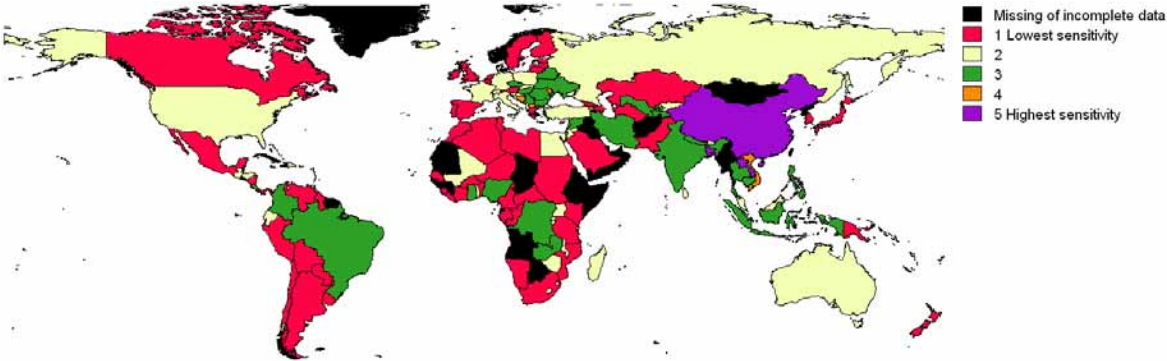 Missing of incomplete data
1 Lowest sensitivity
2
3
4
5 Highest sensitivity